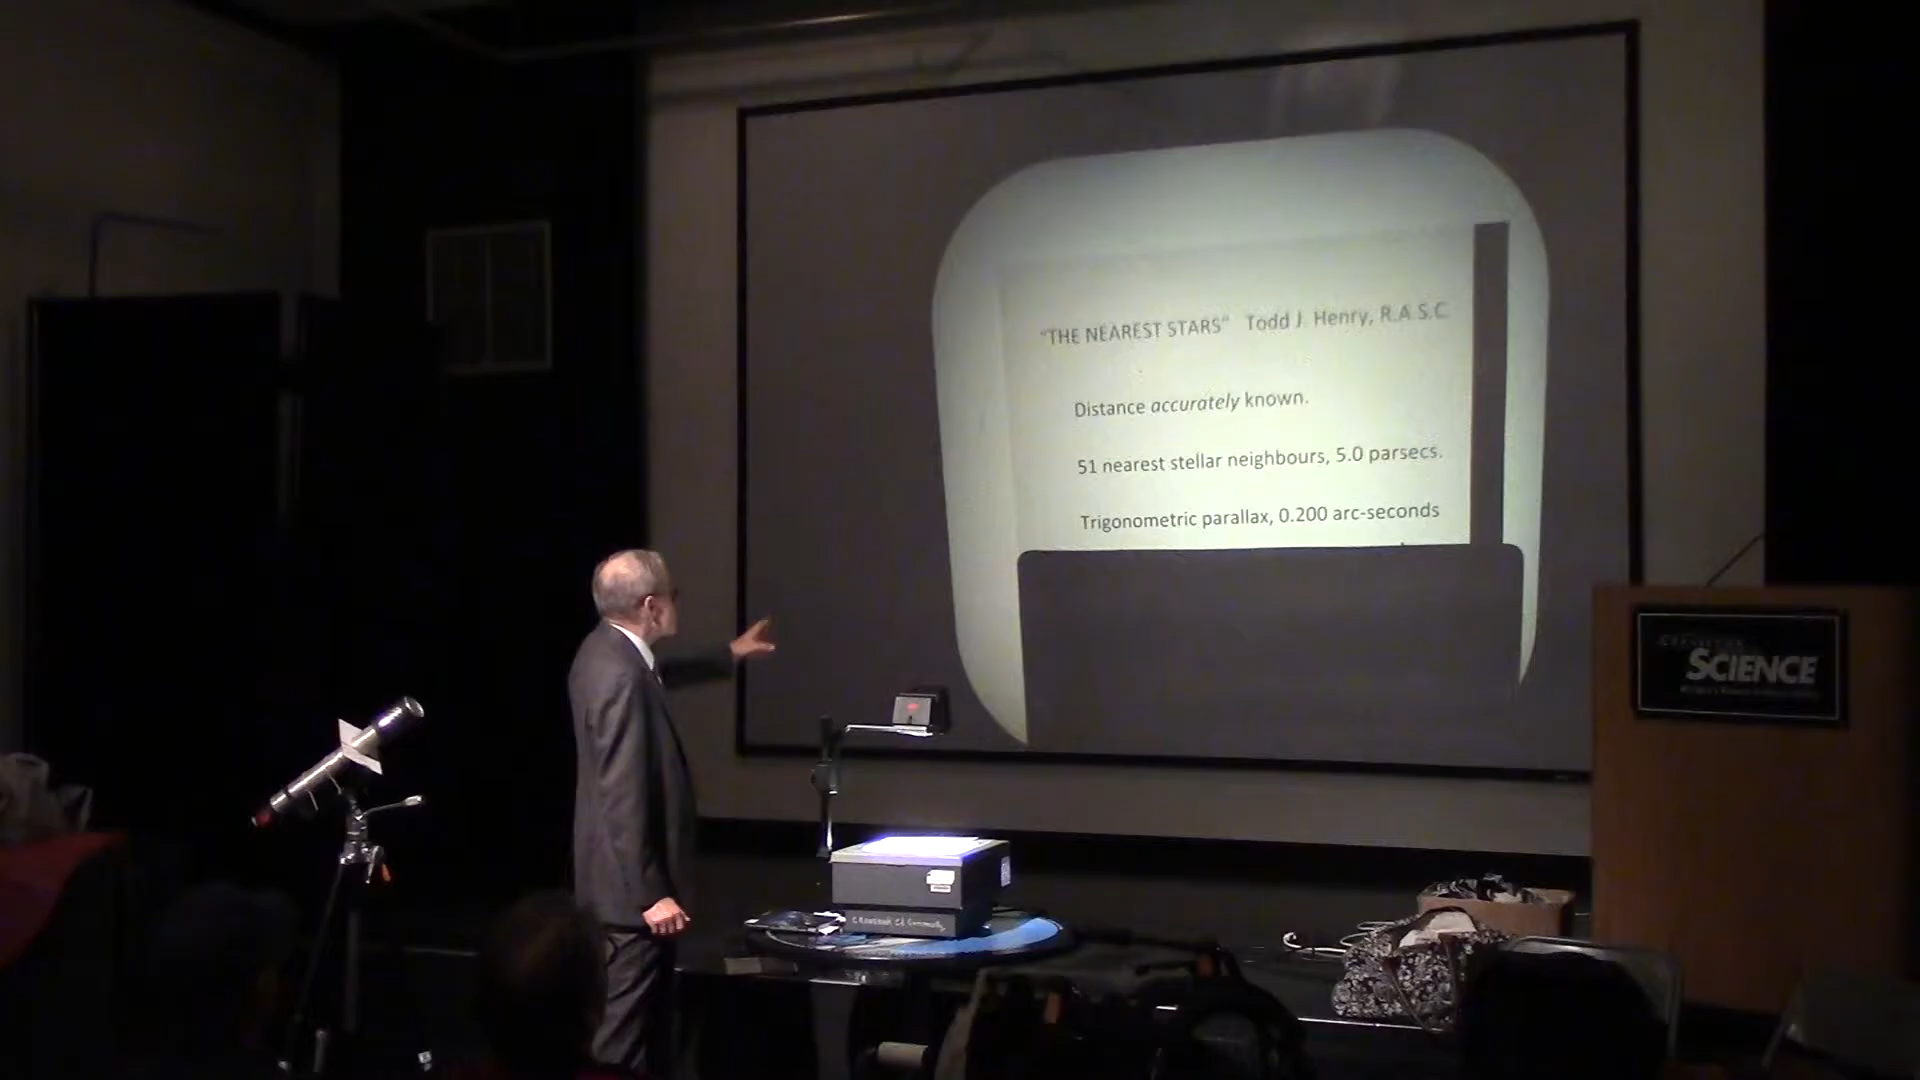 "THE NEAREST STARS" Todd J. Henry, R.A.S.C.
Distance accurately known.
51 nearest stellar neighbours, 5.0 parsecs.
Trigonometric parallax, 0.200 arc-seconds
SCIENCE